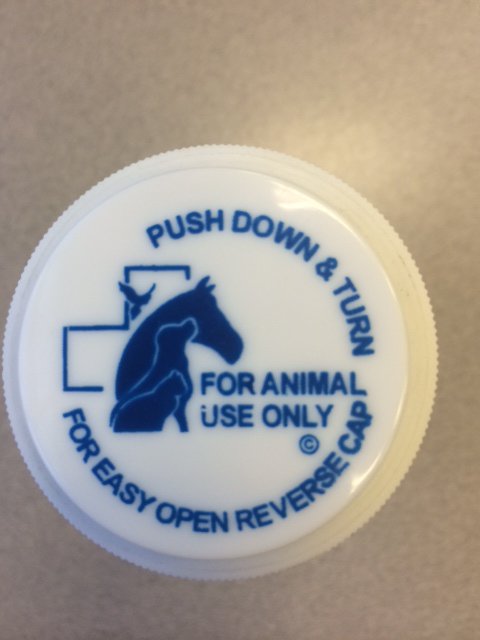 PUSH DOWN & TURN
FOR ANIMAL
USE ONLY
©
FOR EASY OPEN REVERSE CAP